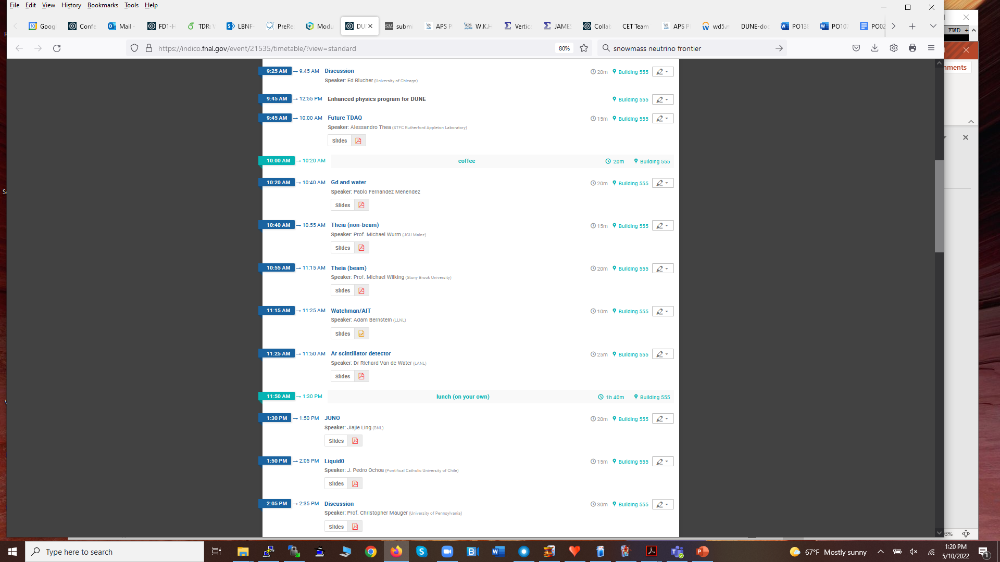 File Edit View History Bookmarks Tools Help
Googl Confe Mail - FD1-H TDR: V LBNF- PreRe Modu DU submi APS P W.K.H Vertica JAMES Collab CET Team APS P wd5.m DUNE-doc PO138 PO107 PO02
FWD +
https://indico.fnal.gov/event/21535/timetable/?view=standard 80% snowmass neutrino frontier
mments
9:25 AM → 9:45 AM Discussion 20m Building 555
Speaker: Ed Blucher (University of Chicago)
9:45 AM → 12:55 PM Enhanced physics program for DUNE Building 555
9:45 AM → 10:00 AM Future TDAQ 15m Building 555
Speaker: Alessandro Thea (STFC Rutherford Appleton Laboratory)
Slides
10:00 AM → 10:20 AM coffee 20m Building 555
10:20 AM → 10:40 AM Gd and water 20m Building 555
Speaker: Pablo Fernandez Menendez
Slides
10:40 AM → 10:55 AM Theia (non-beam) 15m Building 555
Speaker: Prof. Michael Wurm (JGU Mainz)
Slides
10:55 AM → 11:15 AM Theia (beam) 20m Building 555
Speaker: Prof. Michael Wilking (Stony Brook University)
Slides
11:15 AM → 11:25 AM Watchman/AIT 10m Building 555
Speaker: Adam Bernstein (LLNL)
Slides
11:25 AM → 11:50 AM Ar scintillator detector 25m Building 555
Speaker: Dr Richard Van de Water (LANL)
Slides
11:50 AM → 1:30 PM lunch (on your own) 1h 40m Building 555
1:30 PM → 1:50 PM JUNO 20m Building 555
Speaker: Jiajie Ling (BNL)
Slides
1:50 PM → 2:05 PM Liquid0 15m Building 555
Speaker: J. Pedro Ochoa (Pontifical Catholic University of Chile)
Slides
2:05 PM → 2:35 PM Discussion 30m Building 555
Speaker: Prof. Christopher Mauger (University of Pennsylvania)
Slides
Type here to search
67°F Mostly sunny
1:20 PM
5/10/2022